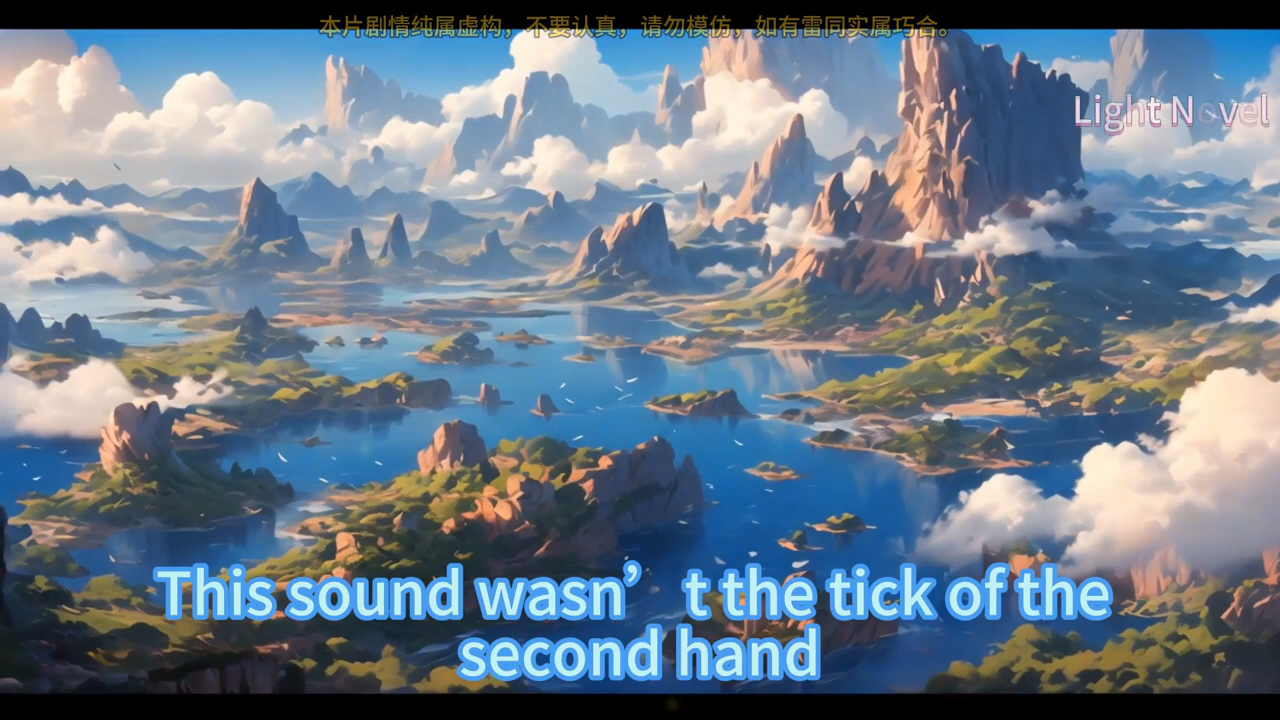 本片剧情纯属虚构，不要认真，请勿模仿，如有雷同实属巧合。
Light Novel
This sound wasn’t the tick of the
second hand